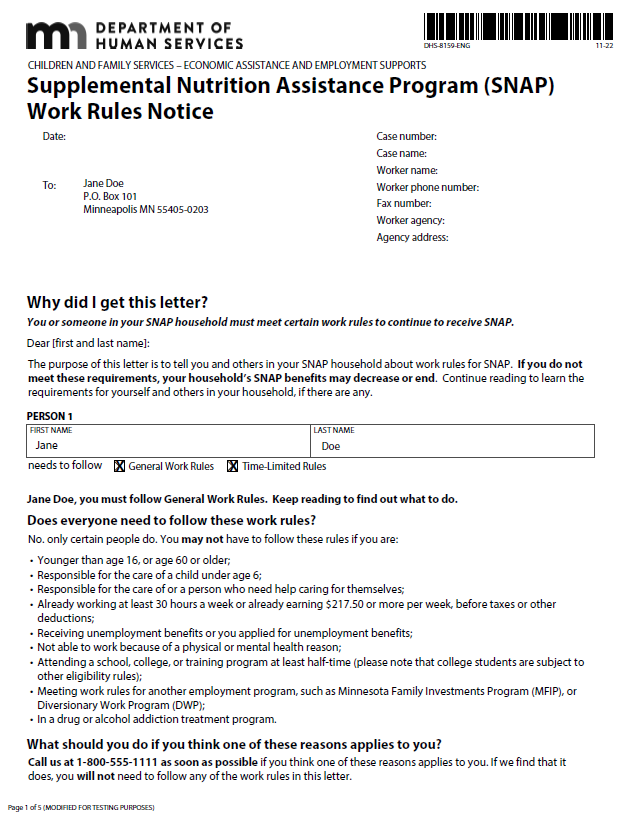 DEPARTMENT OF
HUMAN SERVICES
DHS-8159-ENG 11-22
CHILDREN AND FAMILY SERVICES – ECONOMIC ASSISTANCE AND EMPLOYMENT SUPPORTS
Supplemental Nutrition Assistance Program (SNAP)
Work Rules Notice
Date:
To: Jane Doe
P.O. Box 101
Minneapolis MN 55405-0203
Case number:
Case name:
Worker name:
Worker phone number:
Fax number:
Worker agency:
Agency address:
Why did I get this letter?
You or someone in your SNAP household must meet certain work rules to continue to receive SNAP.
Dear [first and last name]:
The purpose of this letter is to tell you and others in your SNAP household about work rules for SNAP. If you do not
meet these requirements, your household's SNAP benefits may decrease or end. Continue reading to learn the
requirements for yourself and others in your household, if there are any.
PERSON 1
FIRST NAME
Jane
LAST NAME
Doe
needs to follow X General Work Rules X Time-Limited Rules
Jane Doe, you must follow General Work Rules. Keep reading to find out what to do.
Does everyone need to follow these work rules?
No. only certain people do. You may not have to follow these rules if you are:
• Younger than age 16, or age 60 or older;
• Responsible for the care of a child under age 6;
• Responsible for the care of or a person who need help caring for themselves;
• Already working at least 30 hours a week or already earning $217.50 or more per week, before taxes or other
deductions;
• Receiving unemployment benefits or you applied for unemployment benefits;
• Not able to work because of a physical or mental health reason;
• Attending a school, college, or training program at least half-time (please note that college students are subject to
other eligibility rules);
• Meeting work rules for another employment program, such as Minnesota Family Investments Program (MFIP), or
Diversionary Work Program (DWP);
• In a drug or alcohol addiction treatment program.
What should you do if you think one of these reasons applies to you?
Call us at 1-800-555-1111 as soon as possible if you think one of these reasons applies to you. If we find that it
does, you will not need to follow any of the work rules in this letter.
Page 1 of 5 (MODIFIED FOR TESTING PURPOSES)